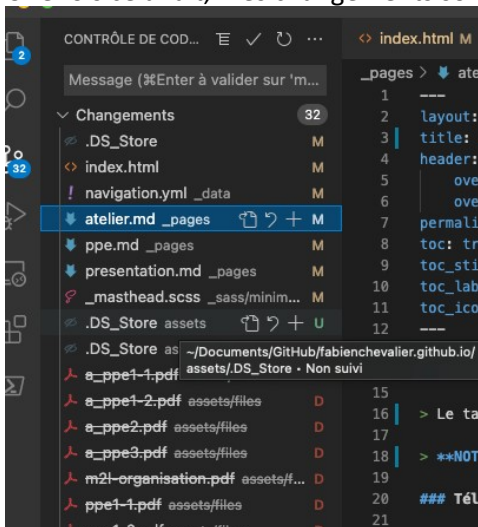 CONTRÔLE DE COD...
Message (⌘Enter à valider sur 'm...
Changements 32
.DS_Store M
index.html M
navigation.yml _data M
atelier.md _pages M
ppe.md _pages M
presentation.md _pages M
_masthead.scss _sass/minim... M
.DS_Store assets U
.DS_Store as
~/Documents/GitHub/fabienchevalier.github.io/
assets/.DS_Store • Non suivi
a_ppe1-1.pdf
a_ppe1-2.pdf assets/files D
a_ppe2.pdf assets/files D
a_ppe3.pdf assets/files D
m2l-organisation.pdf assets/f... D
ppe1-1.pdf assets/files D
2
32
index.html M
_pages > ate
1 ---
2 layout:
3 title:
4 header:
5 ove
6 ove
7 permali
8 toc: tr
9 toc_sti
10 toc_lab
11 toc_ico
12 ---
15
16 > Le ta
17
18 > **NOT
19
20 ### Tél
21